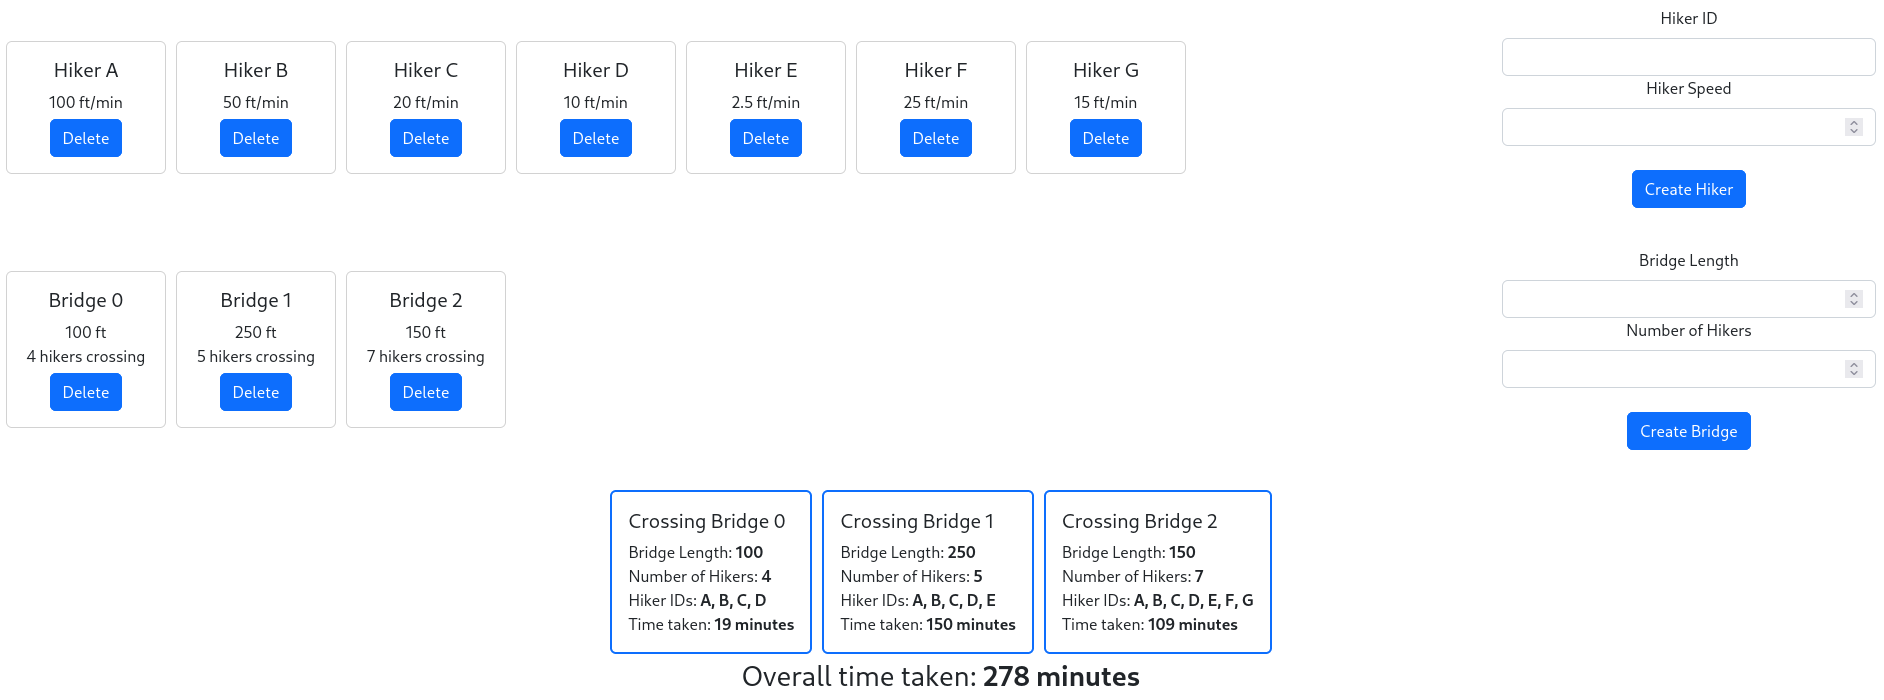 Hiker A
100 ft/min
Delete
Hiker B
50 ft/min
Delete
Hiker C
20 ft/min
Delete
Hiker D
10 ft/min
Delete
Hiker E
2.5 ft/min
Delete
Hiker F
25 ft/min
Delete
Hiker G
15 ft/min
Delete
Hiker ID
Hiker Speed
Create Hiker
Bridge 0
100 ft
4 hikers crossing
Delete
Bridge 1
250 ft
5 hikers crossing
Delete
Bridge 2
150 ft
7 hikers crossing
Delete
Bridge Length
Number of Hikers
Create Bridge
Crossing Bridge 0
Bridge Length: 100
Number of Hikers: 4
Hiker IDs: A, B, C, D
Time taken: 19 minutes
Crossing Bridge 1
Bridge Length: 250
Number of Hikers: 5
Hiker IDs: A, B, C, D, E
Time taken: 150 minutes
Crossing Bridge 2
Bridge Length: 150
Number of Hikers: 7
Hiker IDs: A, B, C, D, E, F, G
Time taken: 109 minutes
Overall time taken: 278 minutes